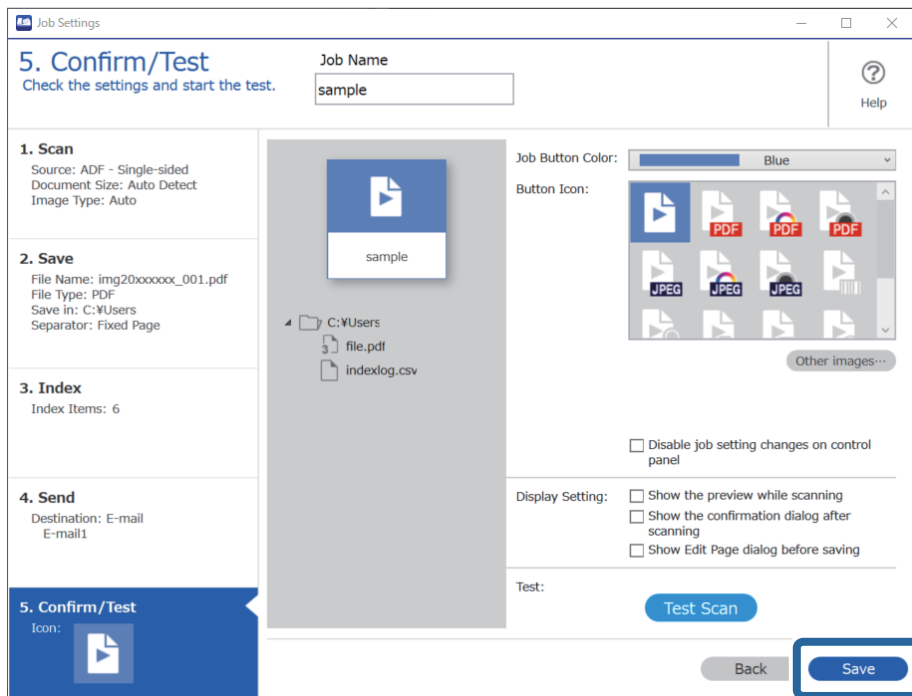 Job Settings
5. Confirm/Test
Check the settings and start the test.
Job Name
sample
Help
1. Scan
Source: ADF - Single-sided
Document Size: Auto Detect
Image Type: Auto
2. Save
File Name: img20xxxxxx_001.pdf
File Type: PDF
Save in: C:¥Users
Separator: Fixed Page
3. Index
Index Items: 6
4. Send
Destination: E-mail
E-mail1
5. Confirm/Test
Icon:
sample
C:¥Users
3 file.pdf
indexlog.csv
Job Button Color:
Blue
Button Icon:
PDF PDF PDF
JPEG JPEG JPEG
Other images…
Disable job setting changes on control
panel
Display Setting:
Show the preview while scanning
Show the confirmation dialog after
scanning
Show Edit Page dialog before saving
Test:
Test Scan
Back
Save